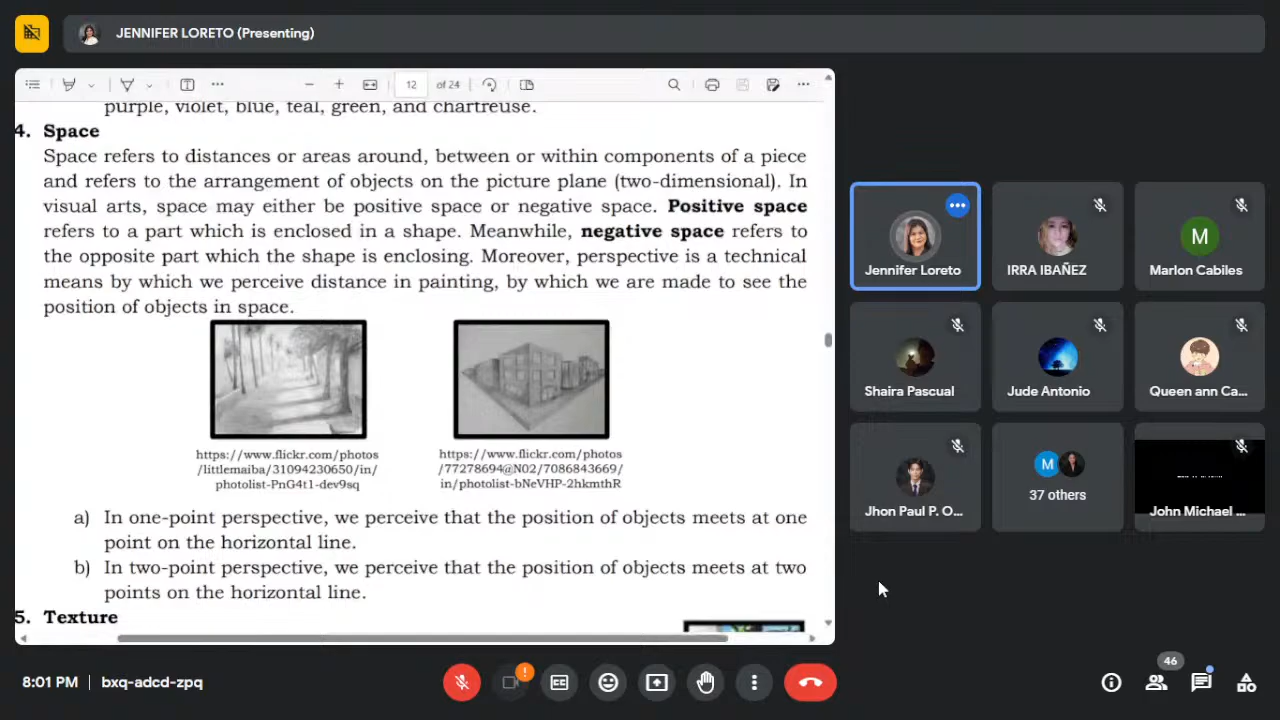 JENNIFER LORETO (Presenting)
12 of 24
purple, violet, blue, teal, green, and chartreuse.
4. Space
Space refers to distances or areas around, between or within components of a piece
and refers to the arrangement of objects on the picture plane (two-dimensional). In
visual arts, space may either be positive space or negative space. Positive space
refers to a part which is enclosed in a shape. Meanwhile, negative space refers to
the opposite part which the shape is enclosing. Moreover, perspective is a technical
means by which we perceive distance in painting, by which we are made to see the
position of objects in space.
https://www.flickr.com/photos
/littlemaiba/31094230650/in/
photolist-PnG4t1-dev9sq
https://www.flickr.com/photos
/77278694@N02/7086843669/
in/photolist-bNeVHP-2hkmthR
a) In one-point perspective, we perceive that the position of objects meets at one
point on the horizontal line.
b) In two-point perspective, we perceive that the position of objects meets at two
points on the horizontal line.
5. Texture
Jennifer Loreto
IRRA IBAÑEZ
M
Marlon Cabiles
Shaira Pascual
Jude Antonio
Queen ann Ca...
Jhon Paul P. O...
M
37 others
John Michael ...
8:01 PM | bxq-adcd-zpq
46